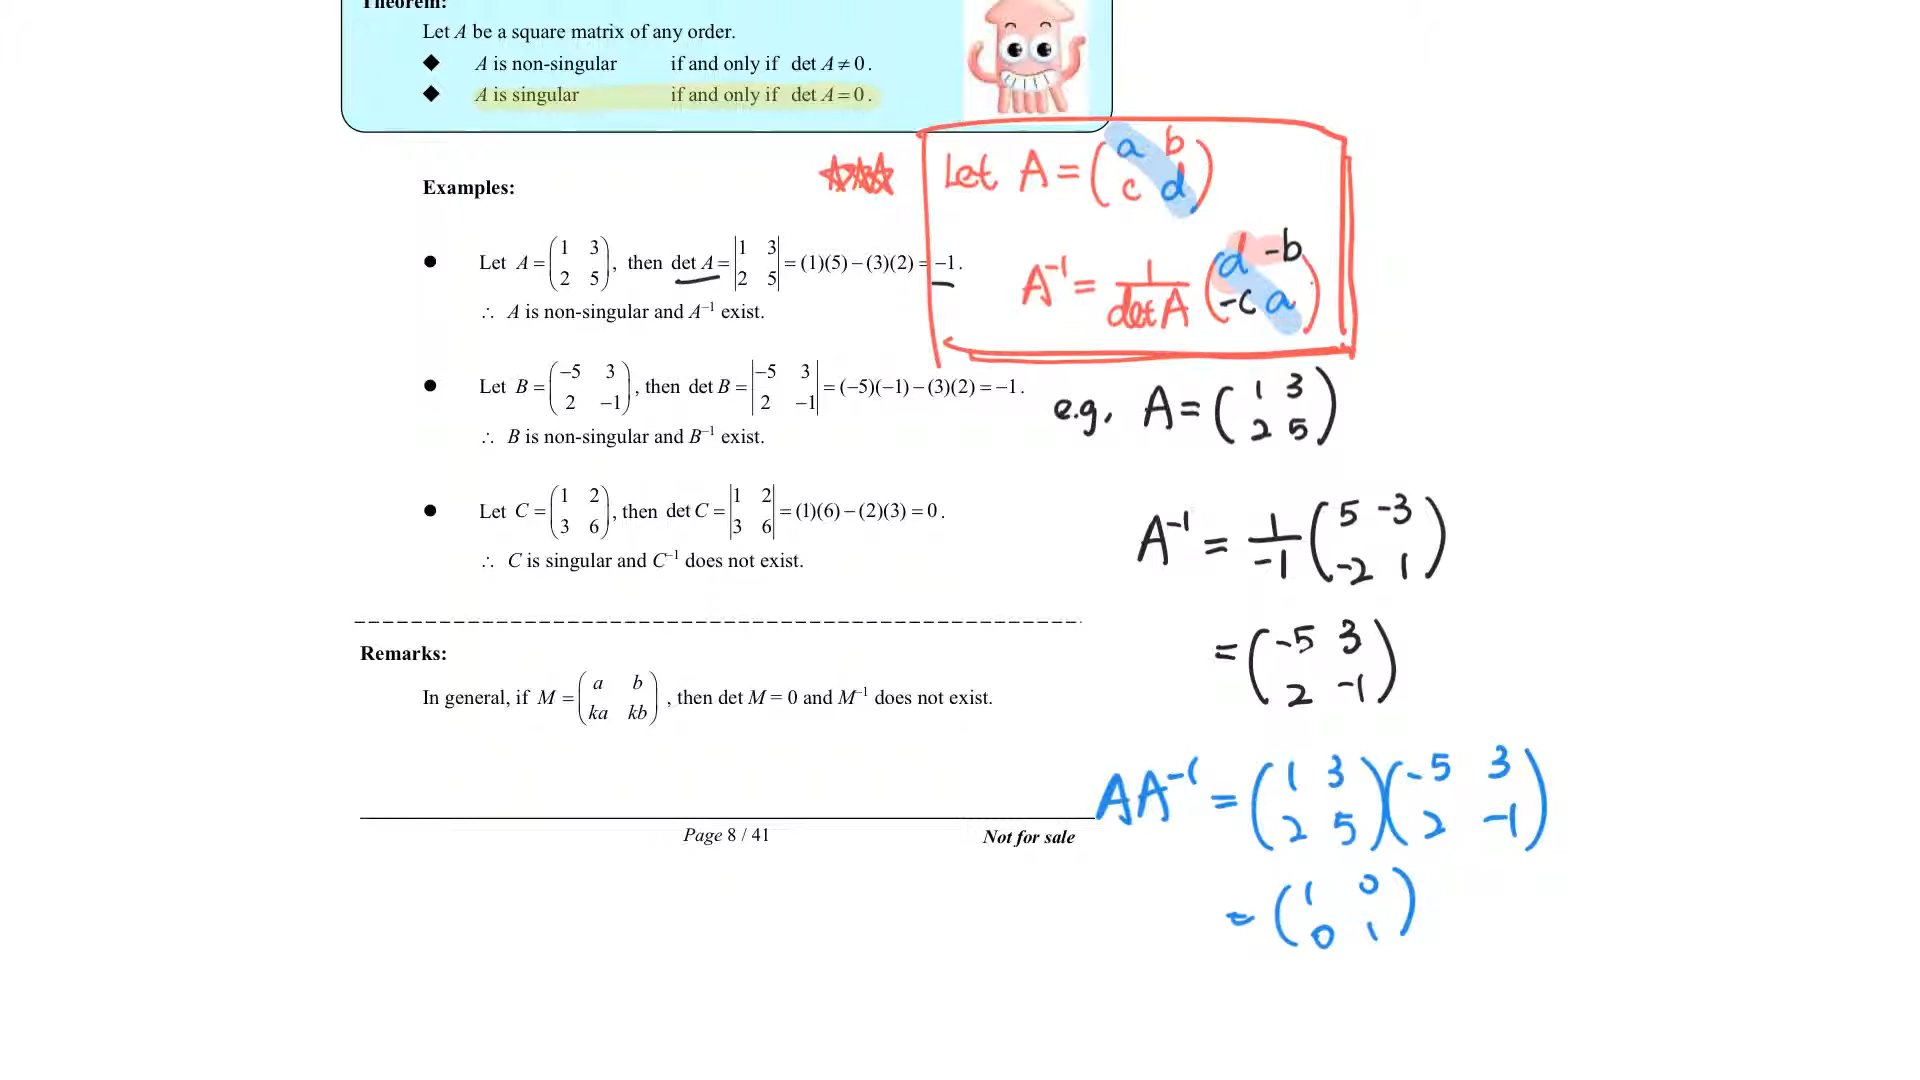 Theorem:
Let A be a square matrix of any order.
◆ A is non-singular if and only if det A ≠ 0.
◆ A is singular if and only if det A = 0.
Let A = (a b; c d)
A⁻¹ = 1/det A (d -b; -c a)
Examples:
● Let A = (1 3; 2 5), then det A = |1 3; 2 5| = (1)(5) − (3)(2) = −1.
∴ A is non-singular and A⁻¹ exist.
● Let B = (−5 3; 2 −1), then det B = |−5 3; 2 −1| = (−5)(−1) − (3)(2) = −1.
∴ B is non-singular and B⁻¹ exist.
● Let C = (1 2; 3 6), then det C = |1 2; 3 6| = (1)(6) − (2)(3) = 0.
∴ C is singular and C⁻¹ does not exist.
e.g. A = (1 3; 2 5)
A⁻¹ = 1/-1 (5 -3; -2 1)
= (-5 3; 2 -1)
AA⁻¹ = (1 3; 2 5)(-5 3; 2 -1)
= (1 0; 0 1)
Remarks:
In general, if M = (a b; ka kb), then det M = 0 and M⁻¹ does not exist.
Page 8 / 41
Not for sale